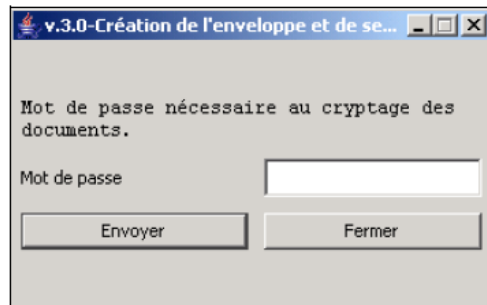 v.3.0-Création de l'enveloppe et de se...
Mot de passe nécessaire au cryptage des
documents.
Mot de passe
Envoyer
Fermer